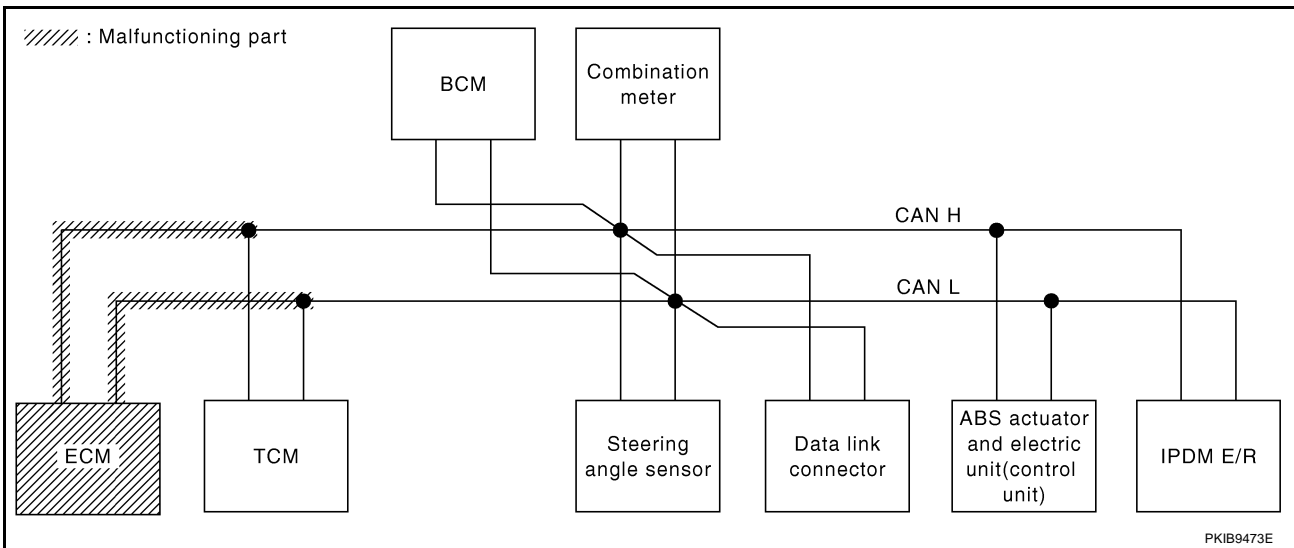 : Malfunctioning part
BCM
Combination
meter
CAN H
CAN L
ECM
TCM
Steering
angle sensor
Data link
connector
ABS actuator
and electric
unit(control
unit)
IPDM E/R
PKIB9473E